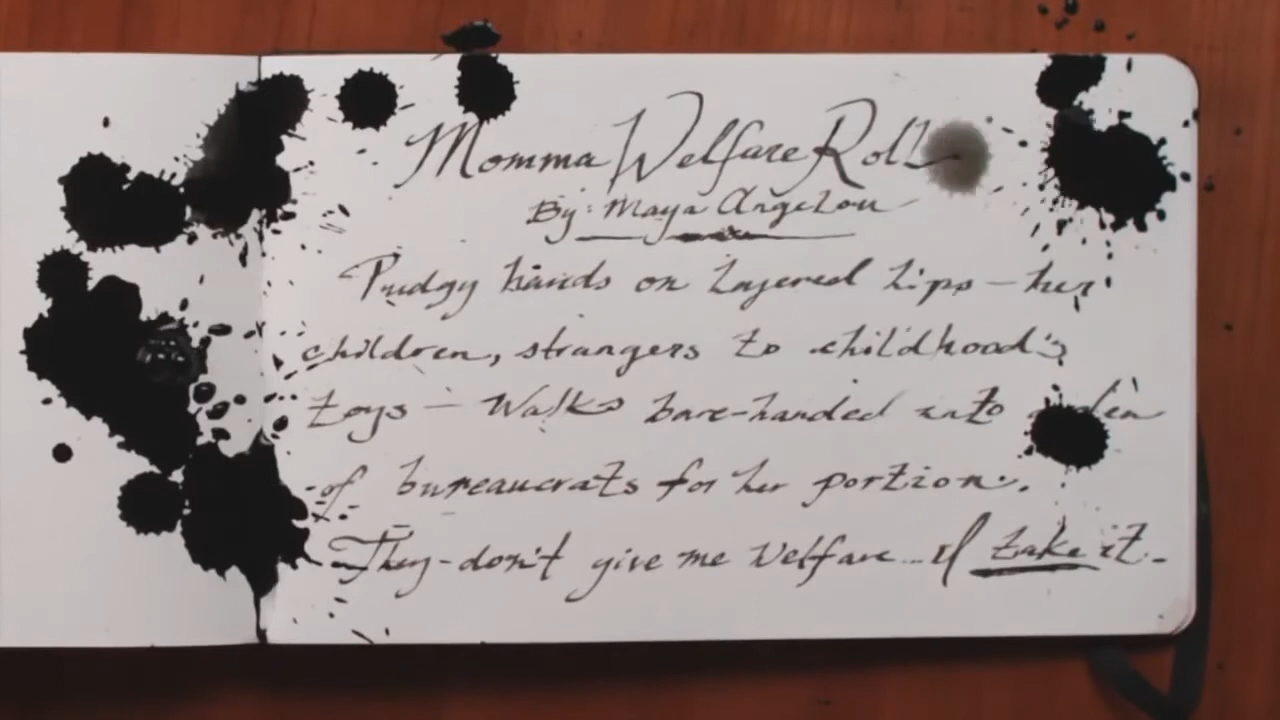 Momma Welfare Roll
By: Maya Angelou
Pudgy hands on layered hips — her
children, strangers to childhood's
toys — Walks bare-handed into den
of bureaucrats for her portion.
They don't give me Welfare... I take it.